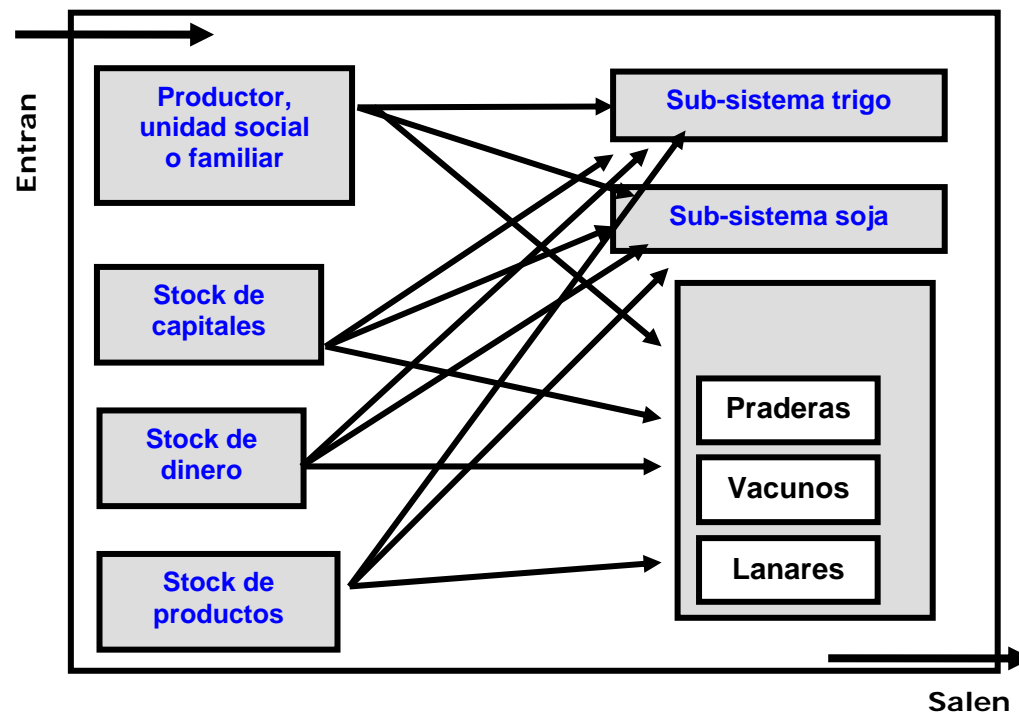 Entran
Productor,
unidad social
o familiar
Stock de
capitales
Stock de
dinero
Stock de
productos
Sub-sistema trigo
Sub-sistema soja
Praderas
Vacunos
Lanares
Salen